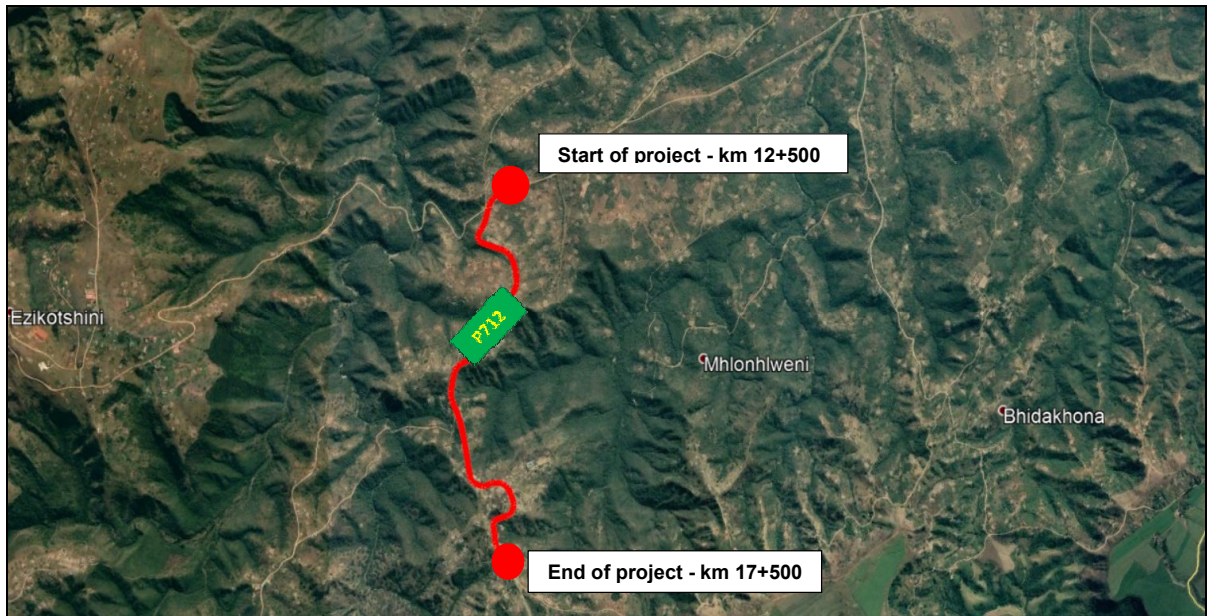 Start of project - km 12+500
Ezikotshini
P712
Mhlonhlweni
Bhidakhona
End of project - km 17+500